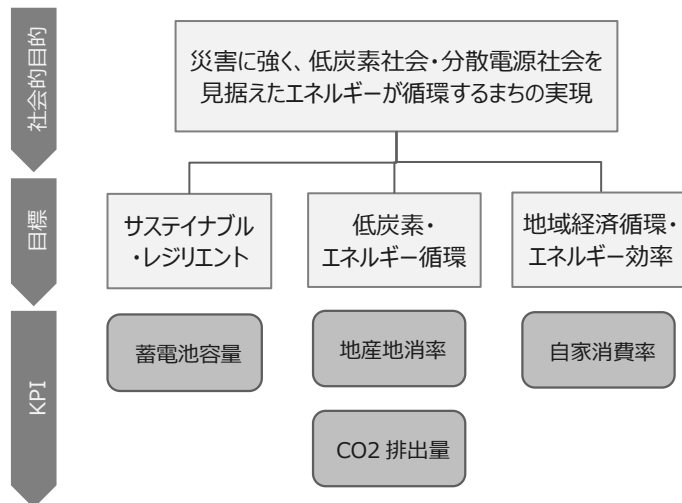 社会的目的
災害に強く、低炭素社会・分散電源社会を
見据えたエネルギーが循環するまちの実現
目標
サステイナブル
・レジリエント
低炭素・
エネルギー循環
地域経済循環・
エネルギー効率
KPI
蓄電池容量
地産地消率
自家消費率
CO2 排出量